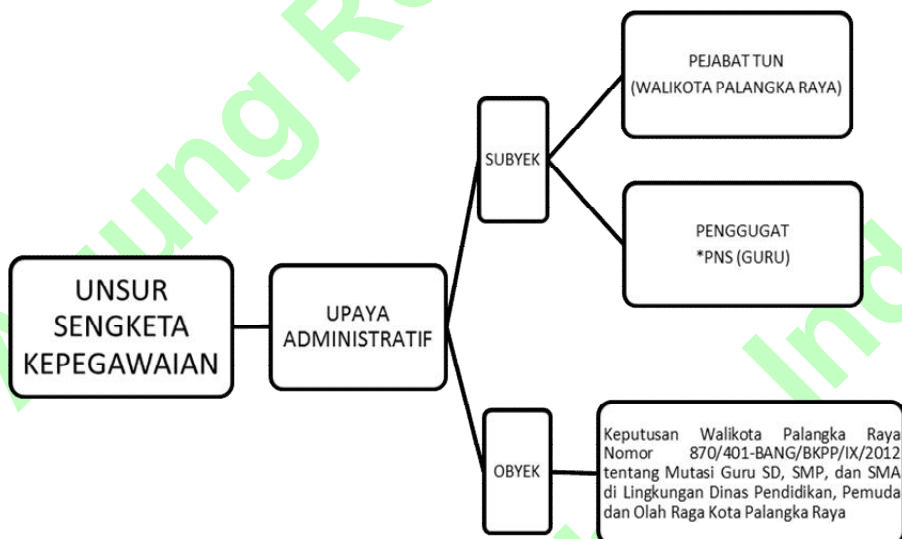 UNSUR
SENGKETA
KEPEGAWAIAN
UPAYA
ADMINISTRATIF
SUBYEK
PEJABAT TUN
(WALIKOTA PALANGKA RAYA)
PENGGUGAT
*PNS (GURU)
OBYEK
Keputusan Walikota Palangka Raya
Nomor 870/401-BANG/BKPP/IX/2012
tentang Mutasi Guru SD, SMP, dan SMA
di Lingkungan Dinas Pendidikan, Pemuda
dan Olah Raga Kota Palangka Raya